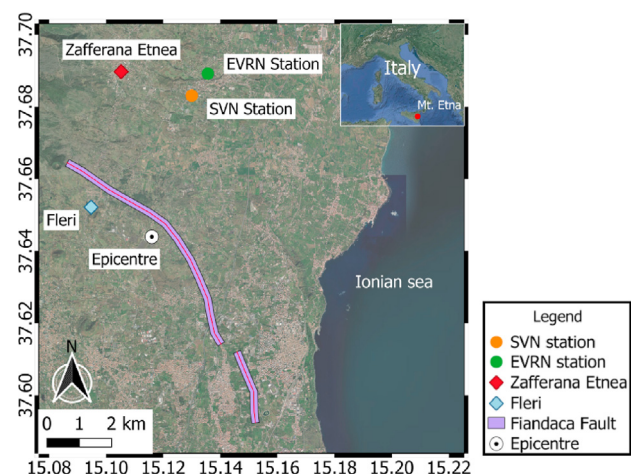 Zafferana Etnea
EVRN Station
SVN Station
Italy
Mt. Etna
Fleri
Epicentre
Ionian sea
N
0 1 2 km
37.70
37.68
37.66
37.64
37.62
37.60
15.08 15.10 15.12 15.14 15.16 15.18 15.20 15.22
Legend
SVN station
EVRN station
Zafferana Etnea
Fleri
Fiandaca Fault
Epicentre